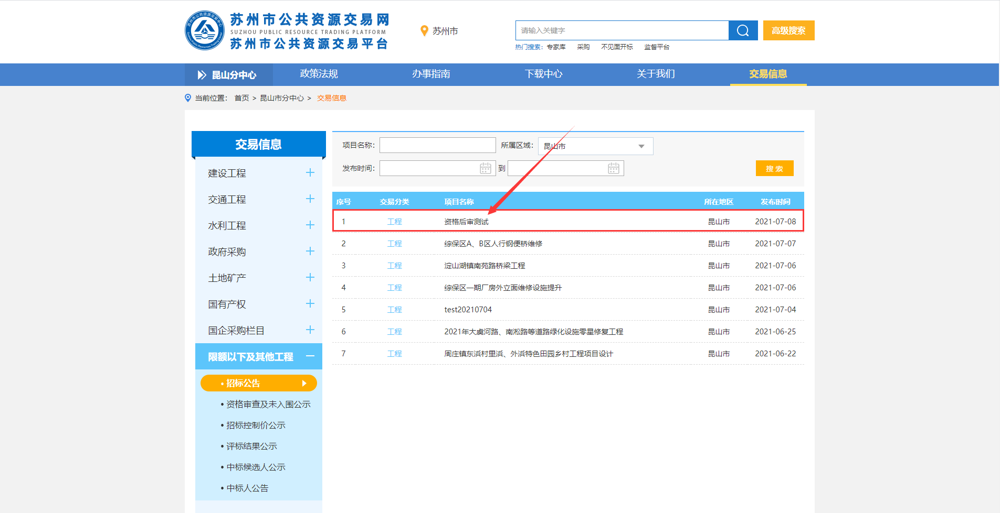 苏州市公共资源交易网
SUZHOU PUBLIC RESOURCE TRADING PLATFORM
苏州市公共资源交易平台
苏州市公共资源交易中心
Suzhou Public Resources Trading Center
苏州市
请输入关键字
高级搜索
热门搜索: 专家库 采购 不见面开标 监督平台
昆山分中心 政策法规 办事指南 下载中心 关于我们 交易信息
当前位置: 首页 > 昆山市分中心 > 交易信息
交易信息
建设工程
交通工程
水利工程
政府采购
土地矿产
国有产权
国企采购栏目
限额以下及其他工程
• 招标公告
• 资格审查及未入围公示
• 招标控制价公示
• 评标结果公示
• 中标候选人公示
• 中标人公告
项目名称: 所属区域: 昆山市
发布时间: 到 搜 索
序号 交易分类 项目名称 所在地区 发布时间
1 工程 资格后审测试 昆山市 2021-07-08
2 工程 综保区A、B区人行钢便桥维修 昆山市 2021-07-07
3 工程 淀山湖镇南苑路桥梁工程 昆山市 2021-07-06
4 工程 综保区一期厂房外立面维修设施提升 昆山市 2021-07-06
5 工程 test20210704 昆山市 2021-07-04
6 工程 2021年大虞河路、南淞路等道路绿化设施零星修复工程 昆山市 2021-06-25
7 工程 周庄镇东浜村里浜、外浜特色田园乡村工程项目设计 昆山市 2021-06-22